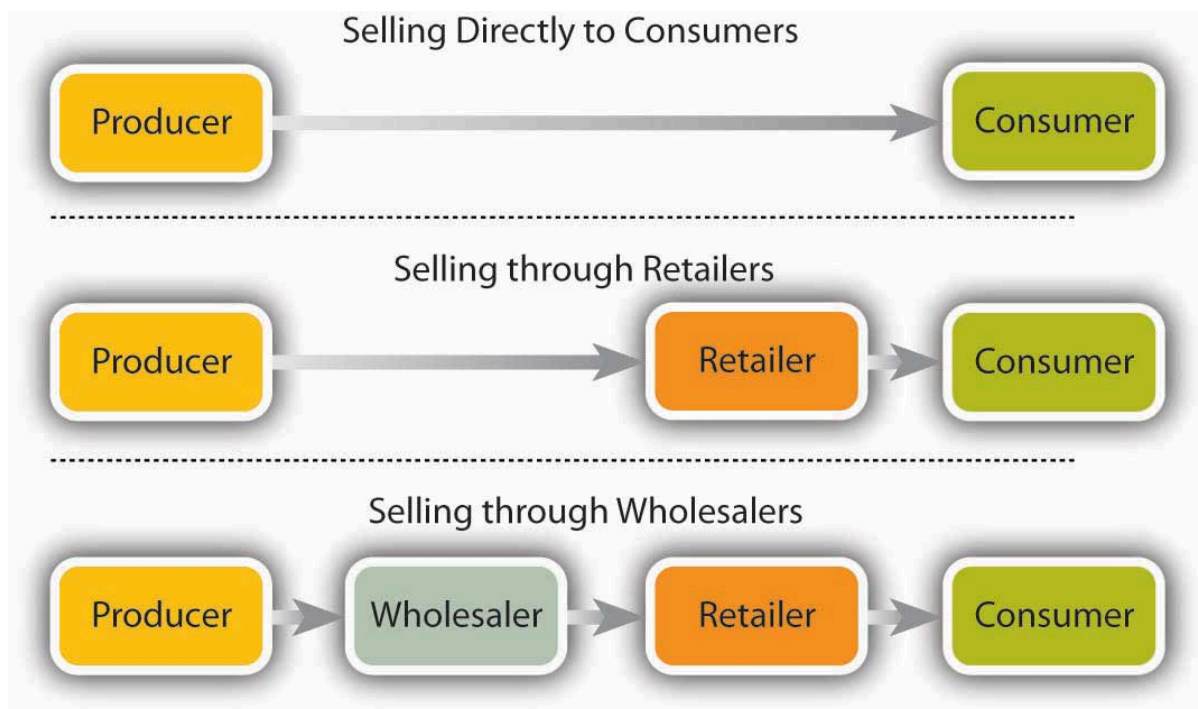 Selling Directly to Consumers
Producer
Consumer
Selling through Retailers
Producer
Retailer
Consumer
Selling through Wholesalers
Producer
Wholesaler
Retailer
Consumer